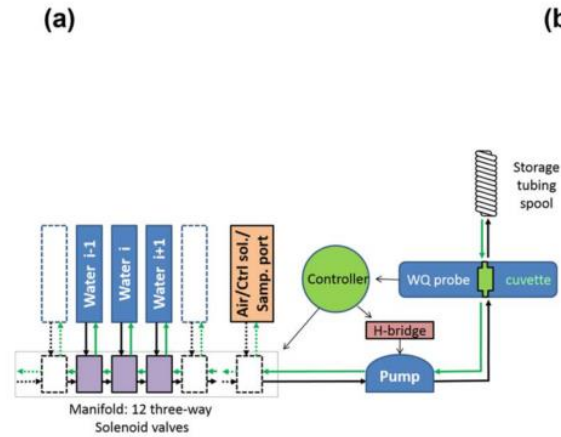 (a)
(b
Storage
tubing
spool
Water i-1
Water i
Water i+1
Air/Ctrl sol./
Samp. port
Controller
WQ probe
cuvette
H-bridge
Pump
Manifold: 12 three-way
Solenoid valves